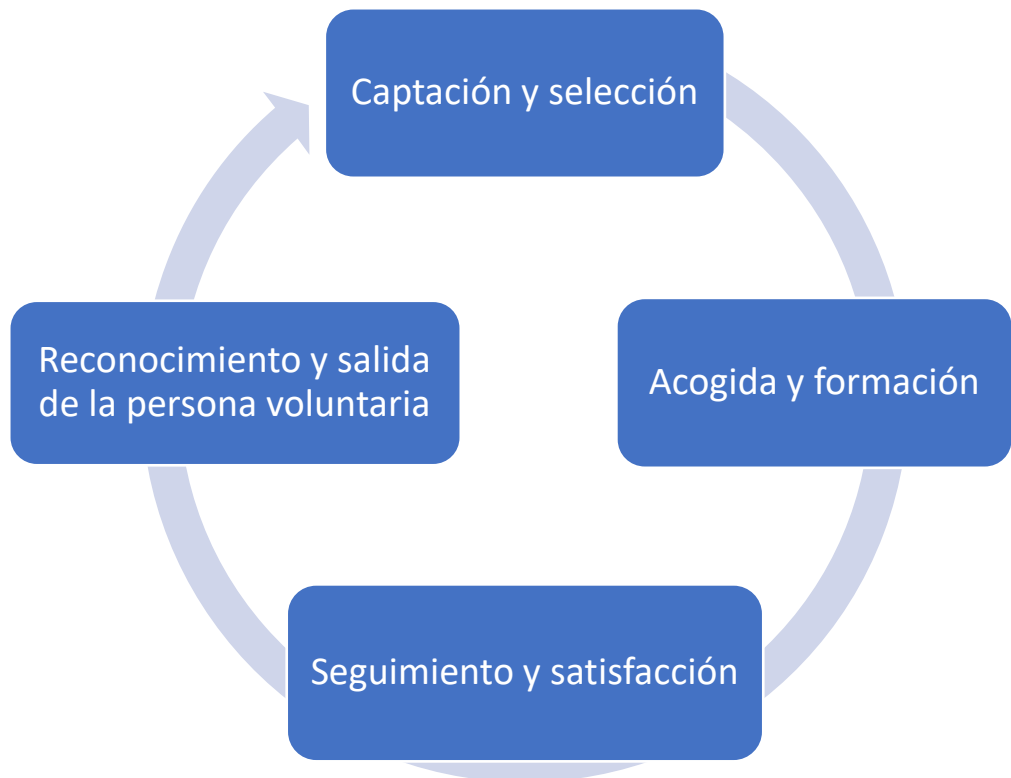 Captación y selección
Acogida y formación
Seguimiento y satisfacción
Reconocimiento y salida
de la persona voluntaria